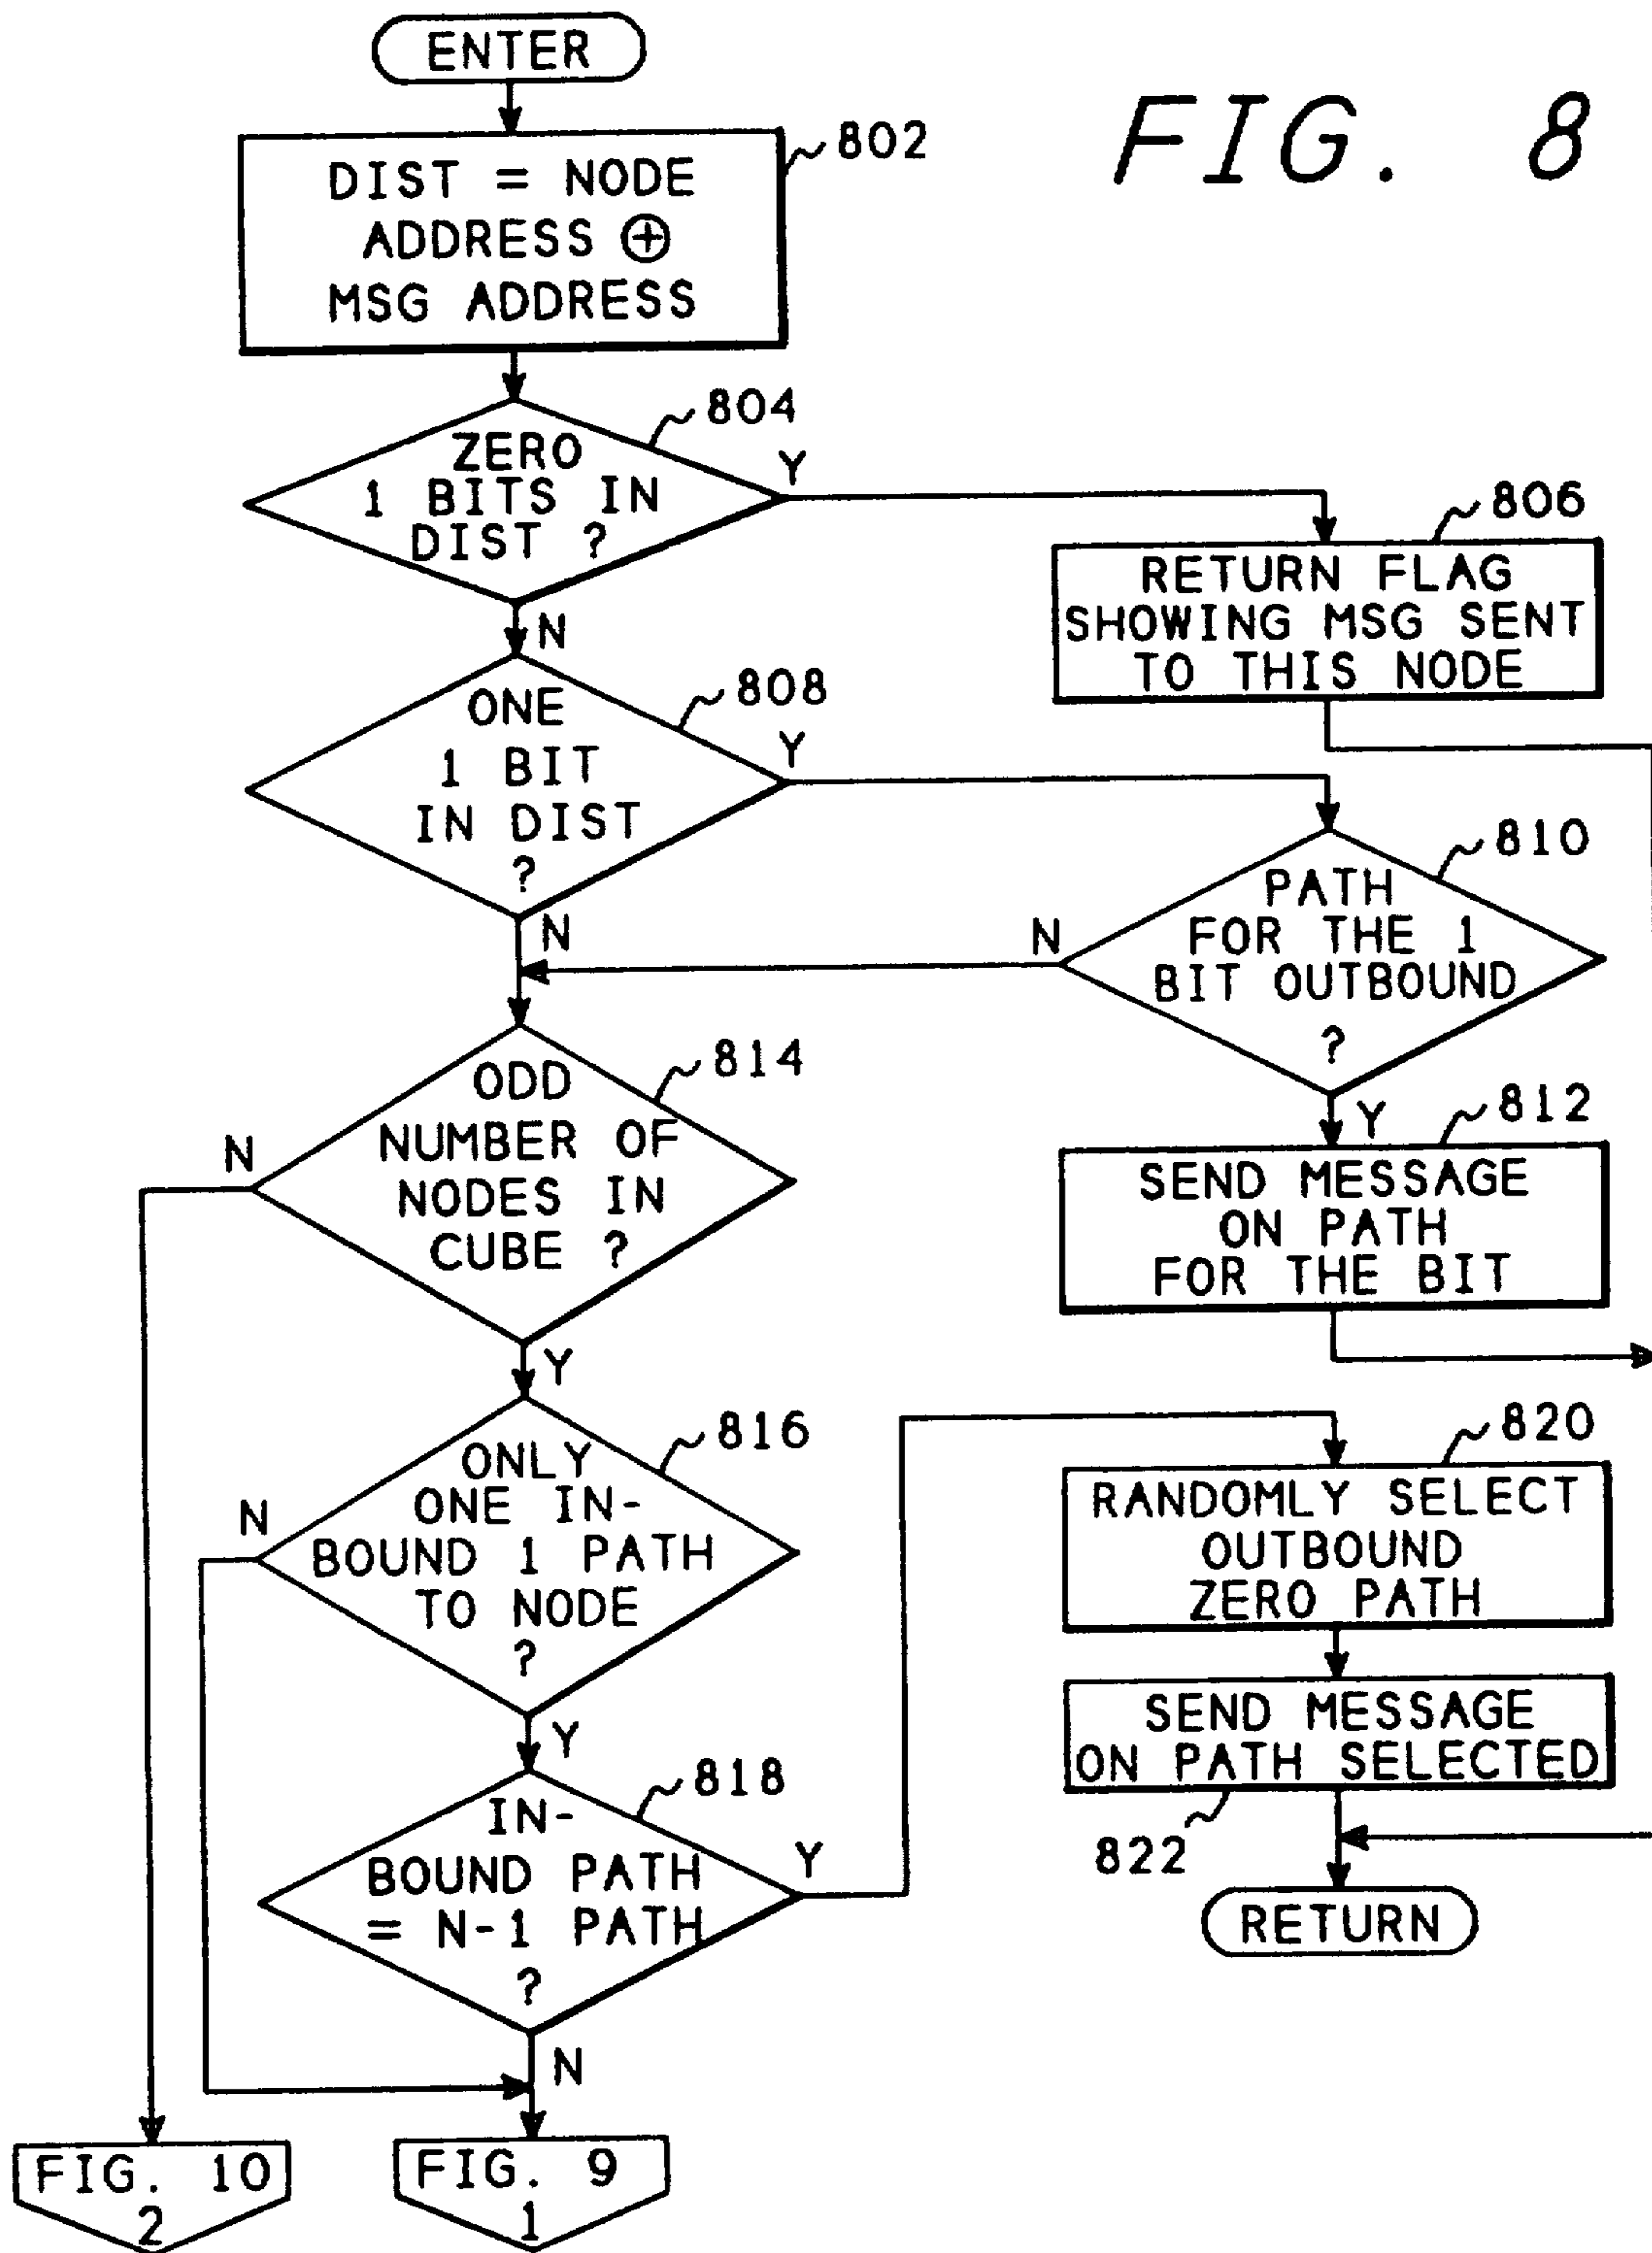 ENTER
FIG. 8
802
DIST = NODE
ADDRESS ⊕
MSG ADDRESS
804
ZERO
1 BITS IN
DIST ?
Y
N
806
RETURN FLAG
SHOWING MSG SENT
TO THIS NODE
808
ONE
1 BIT
IN DIST
?
Y
N
810
PATH
FOR THE 1
BIT OUTBOUND
?
N
Y
812
SEND MESSAGE
ON PATH
FOR THE BIT
814
ODD
NUMBER OF
NODES IN
CUBE ?
N
Y
816
ONLY
ONE IN-
BOUND 1 PATH
TO NODE
?
N
Y
818
IN-
BOUND PATH
= N-1 PATH
?
Y
N
820
RANDOMLY SELECT
OUTBOUND
ZERO PATH
SEND MESSAGE
ON PATH SELECTED
822
RETURN
FIG. 10
2
FIG. 9
1